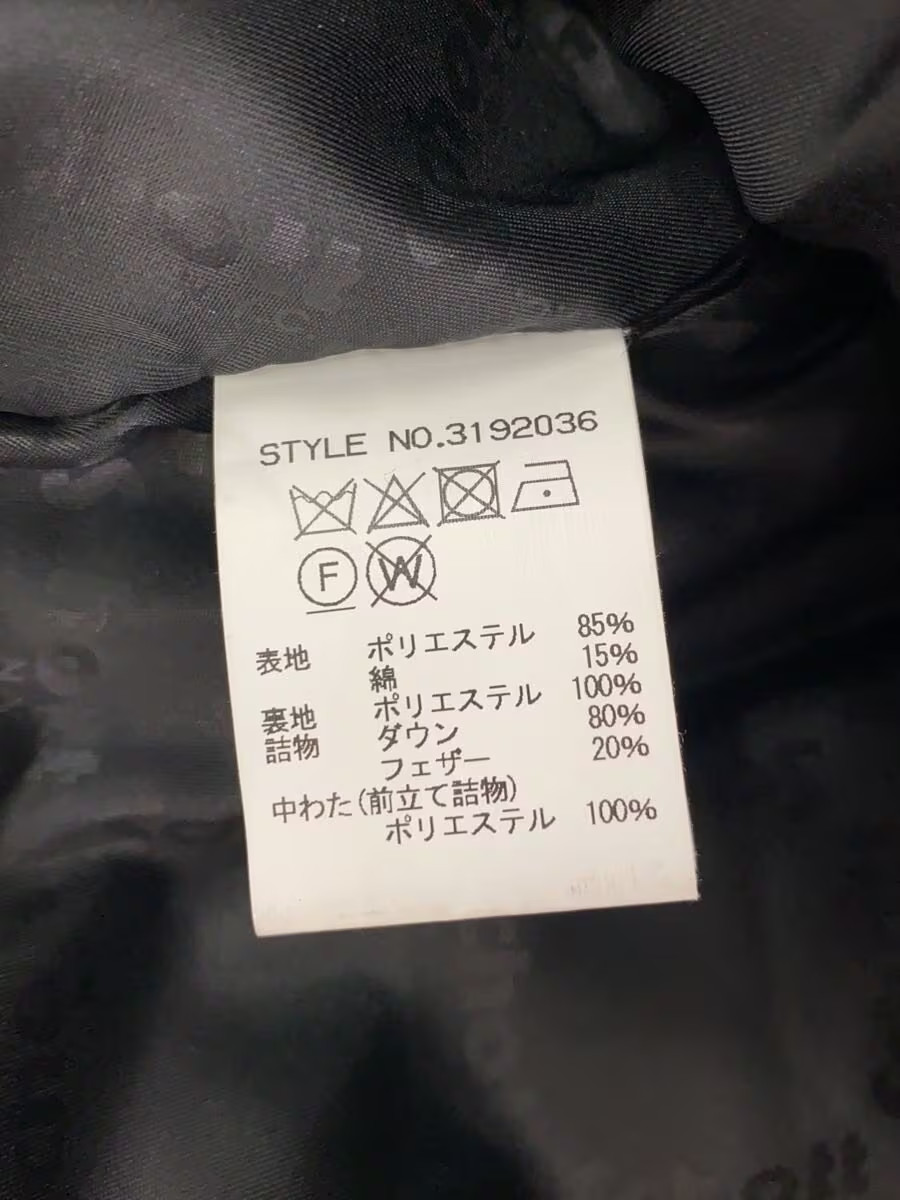 STYLE NO.3192036
F W
表地 ポリエステル 85%
綿 15%
裏地 ポリエステル 100%
詰物 ダウン 80%
フェザー 20%
中わた(前立て詰物)
ポリエステル 100%